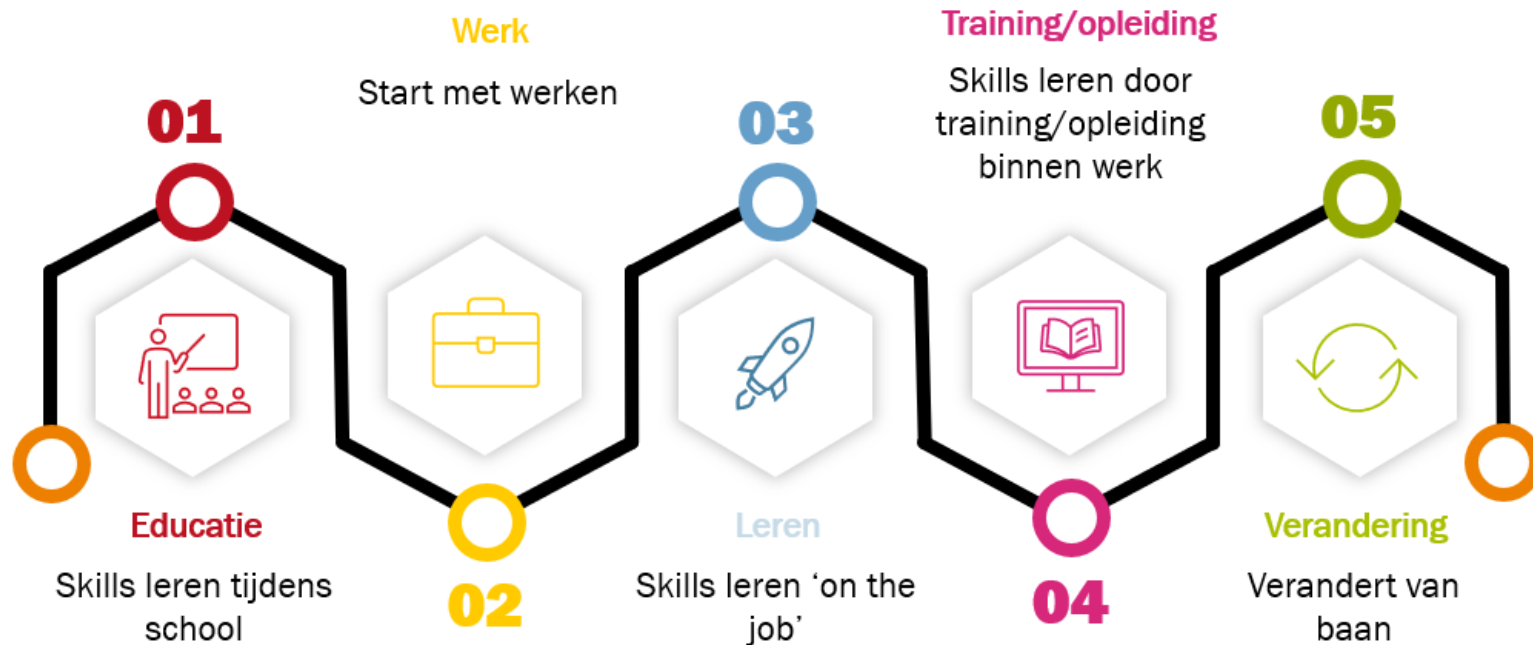 01
Educatie
Skills leren tijdens
school
Werk
Start met werken
02
03
Leren
Skills leren ‘on the
job’
Training/opleiding
Skills leren door
training/opleiding
binnen werk
04
05
Verandering
Verandert van
baan